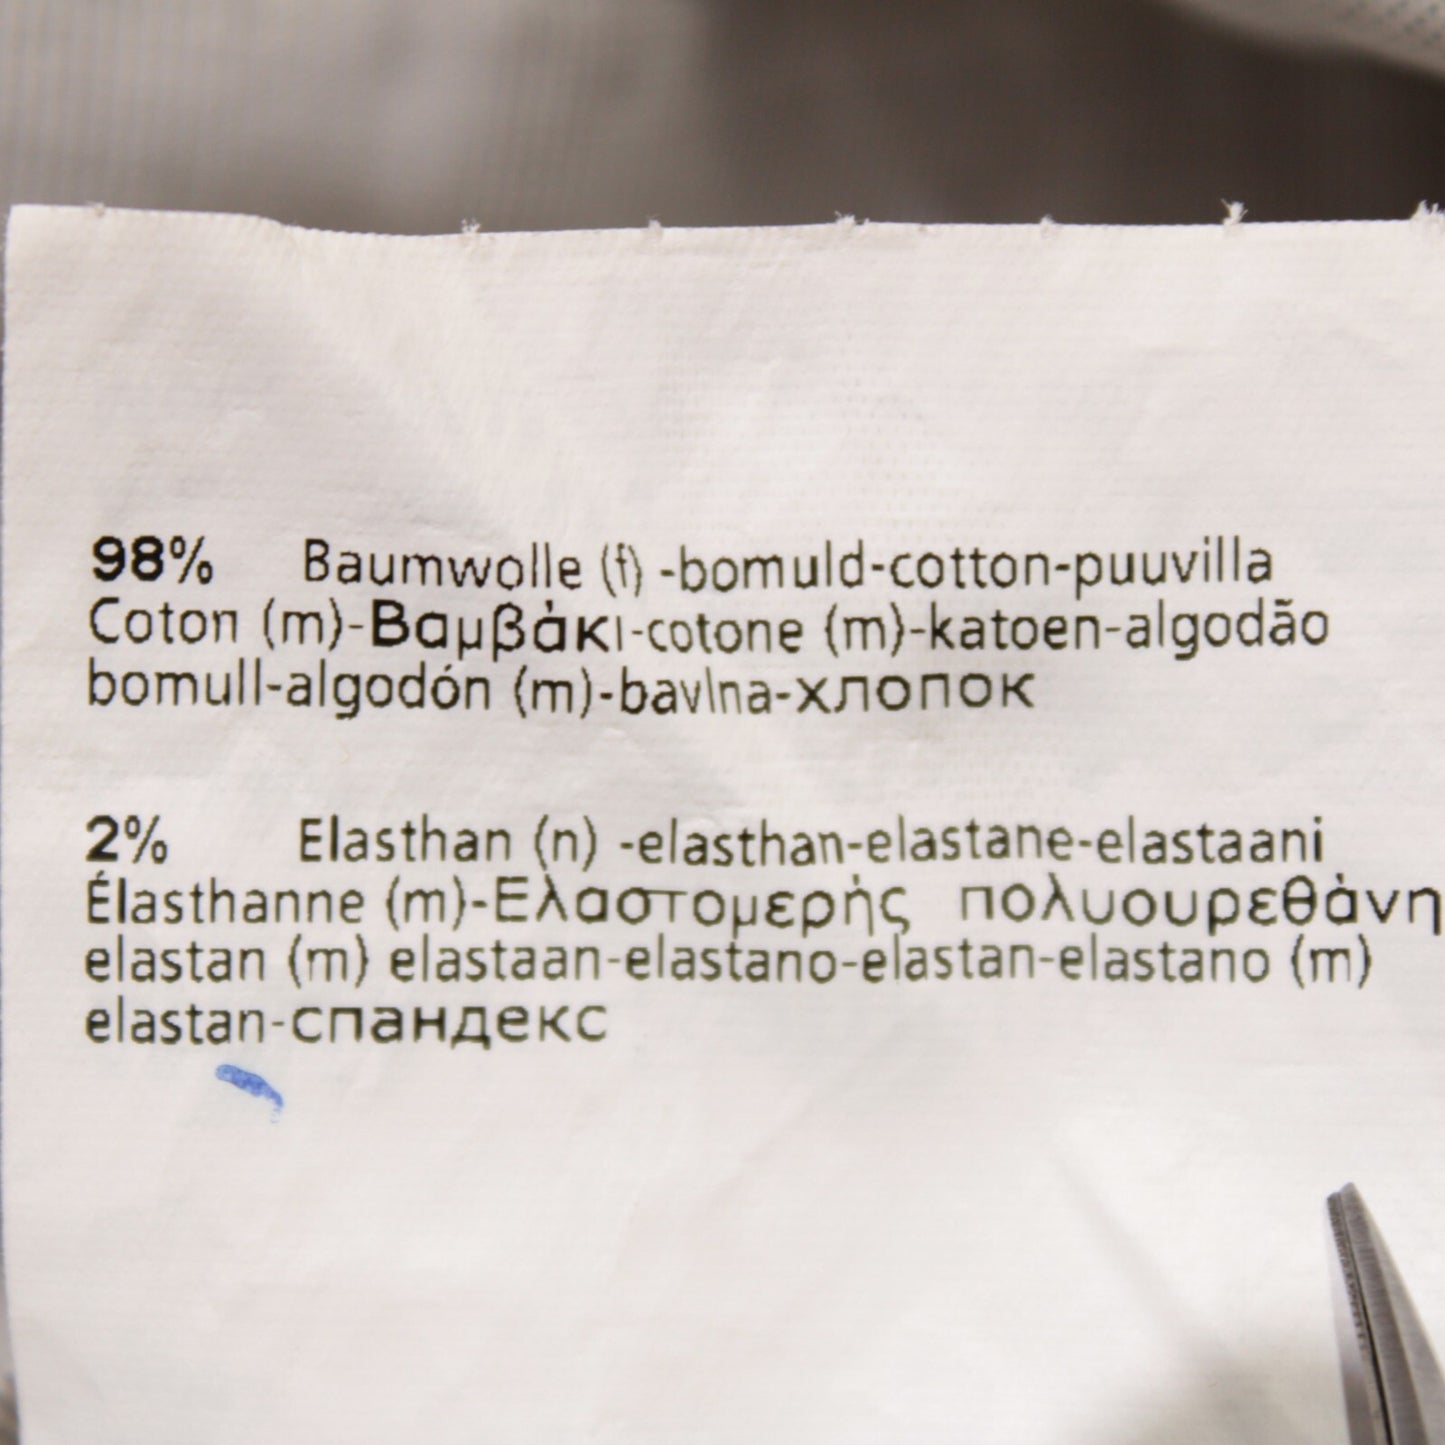 98% Baumwolle (f) -bomuld-cotton-puuvilla
Coton (m)-Βαμβάκι-cotone (m)-katoen-algodão
bomull-algodón (m)-bavlna-хлопок
2% Elasthan (n) -elasthan-elastane-elastaani
Élasthanne (m)-Ελαστομερής πολυουρεθάνη
elastan (m) elastaan-elastano-elastan-elastano (m)
elastan-спандекс